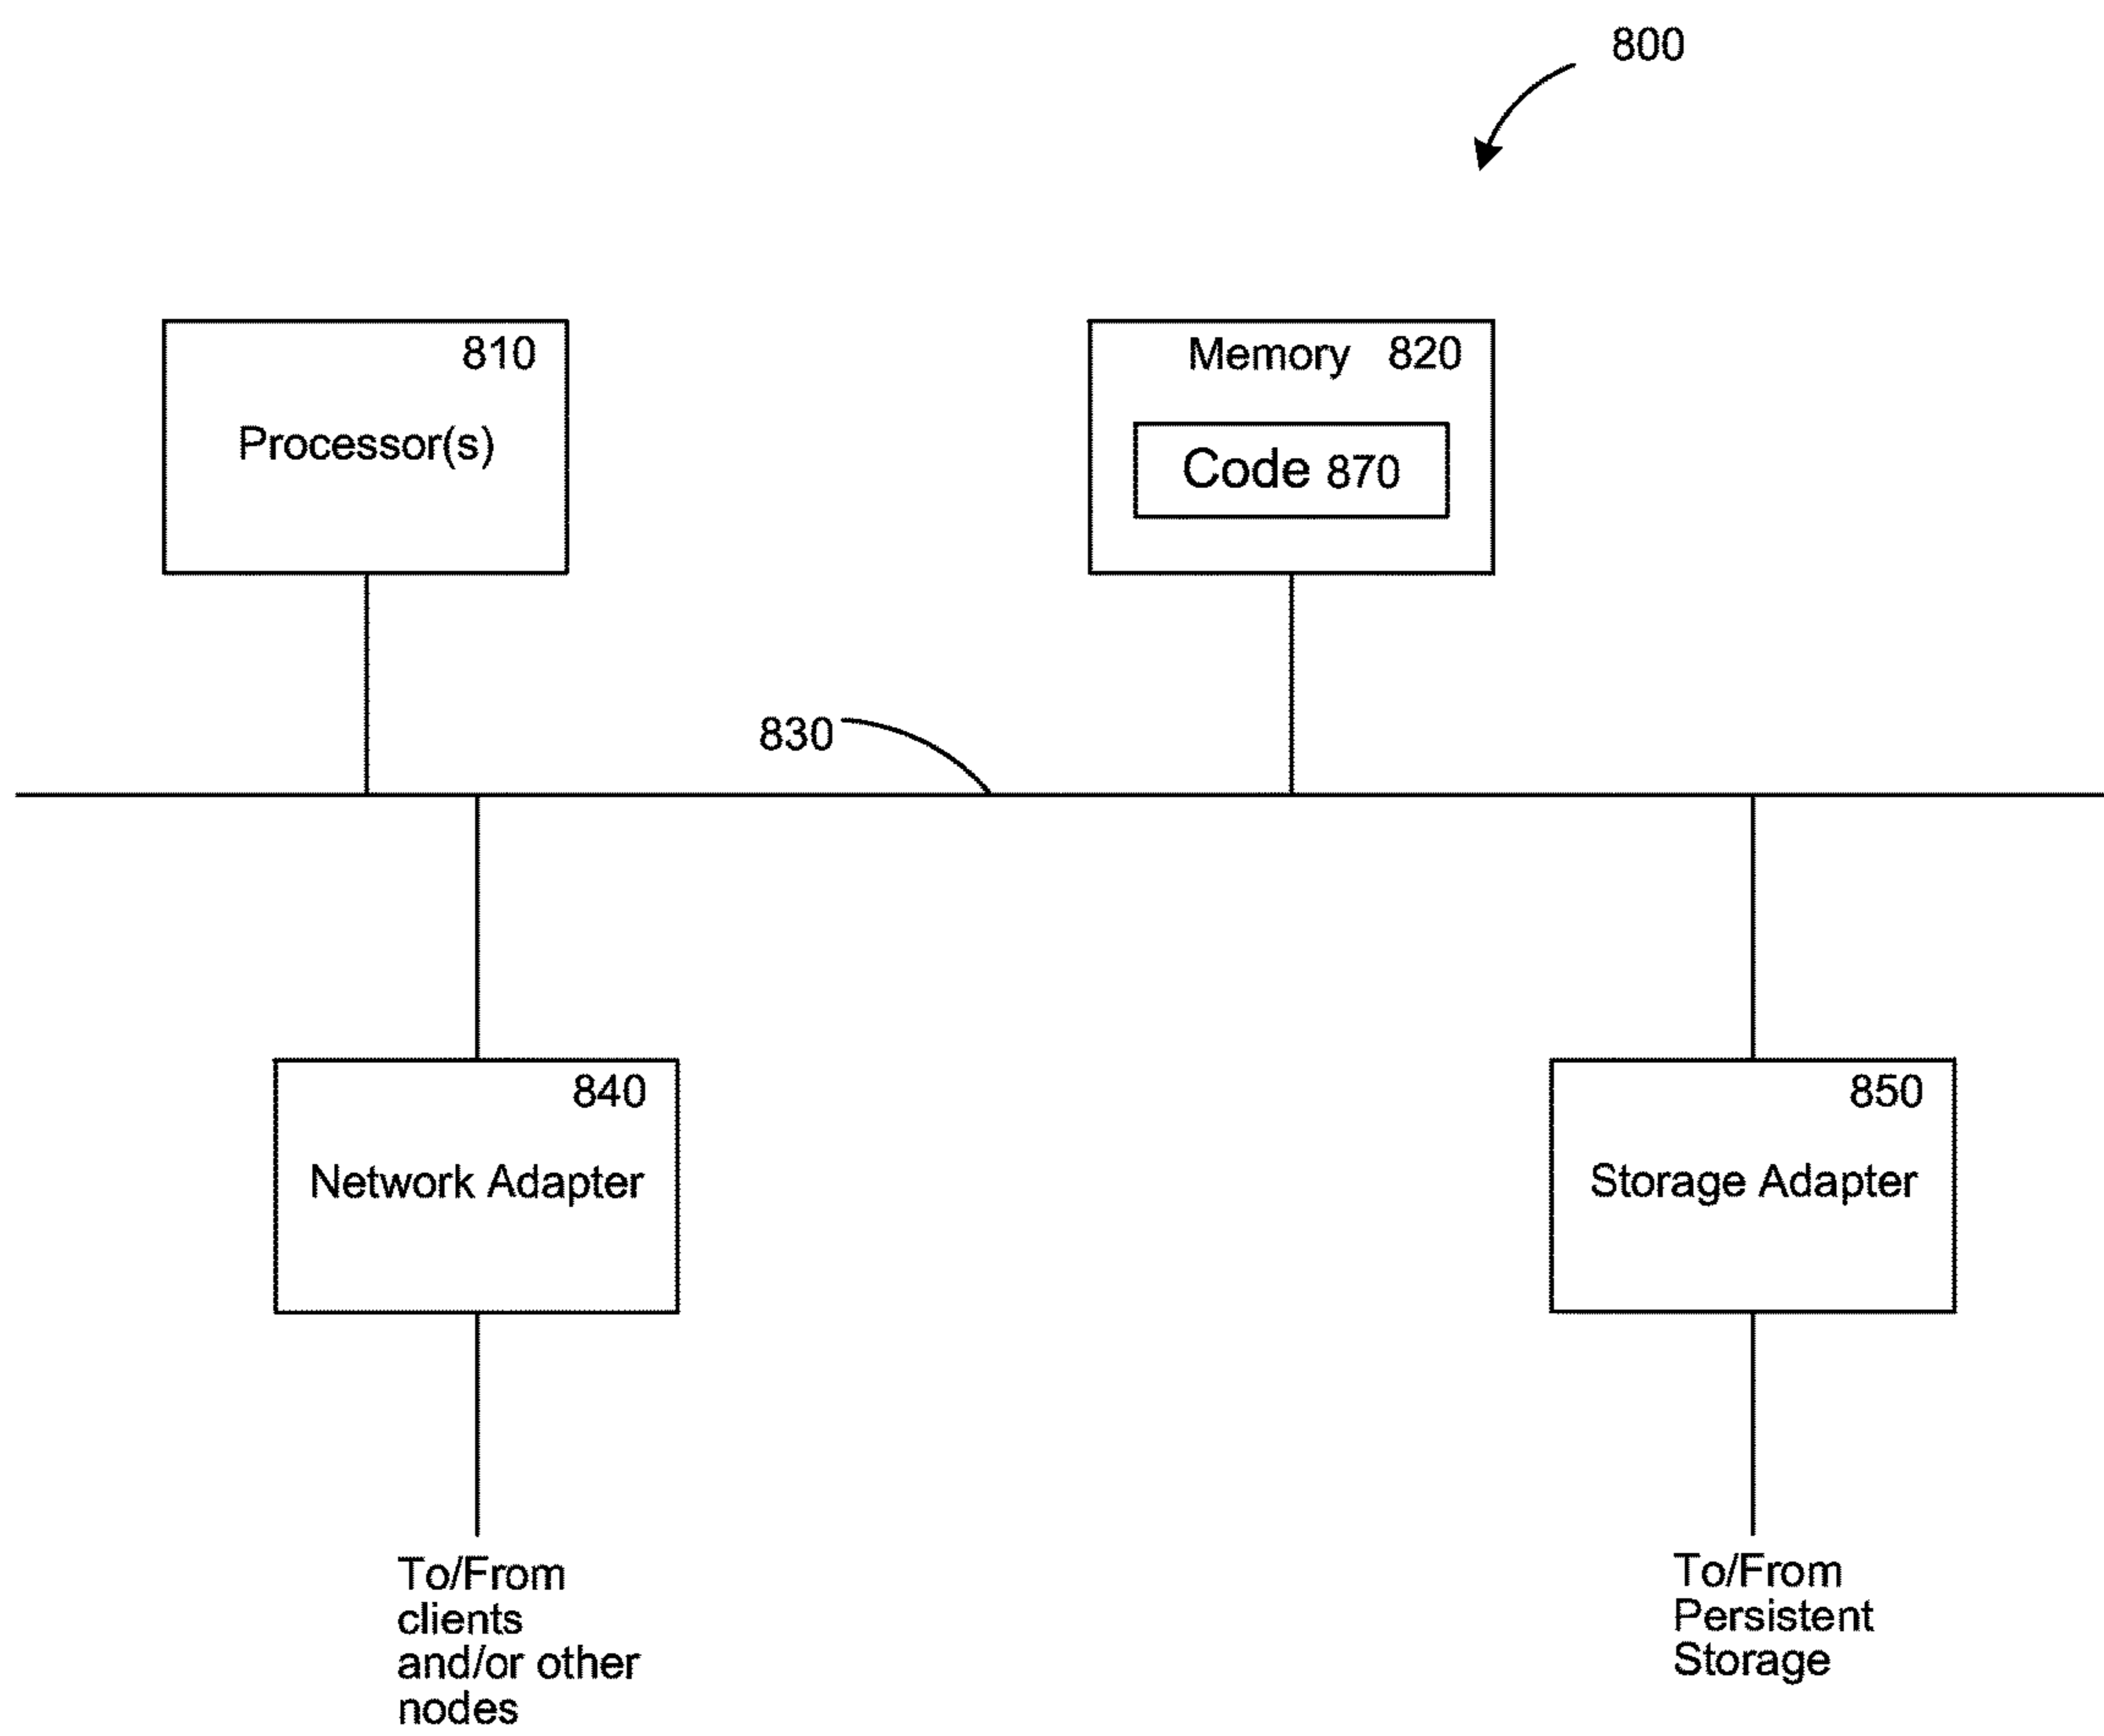 800
810
Processor(s)
Memory 820
Code 870
830
840
Network Adapter
850
Storage Adapter
To/From
clients
and/or other
nodes
To/From
Persistent
Storage